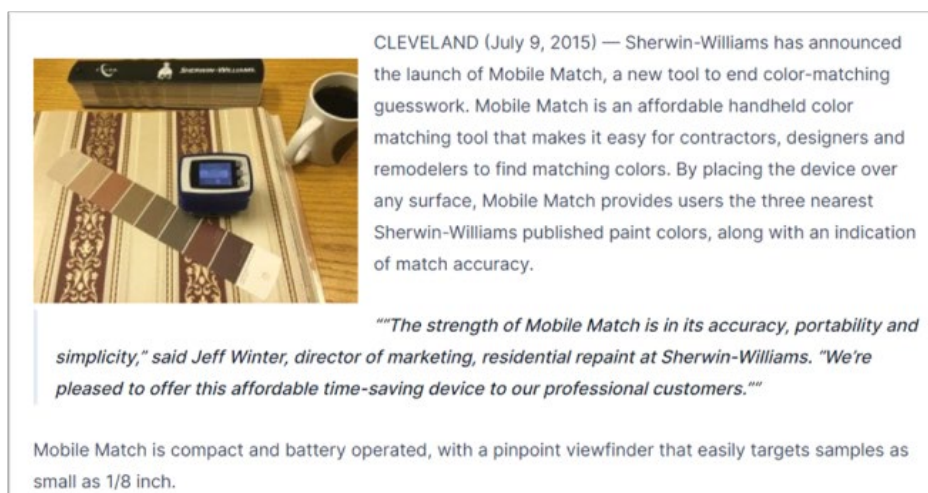 CLEVELAND (July 9, 2015) — Sherwin-Williams has announced
the launch of Mobile Match, a new tool to end color-matching
guesswork. Mobile Match is an affordable handheld color
matching tool that makes it easy for contractors, designers and
remodelers to find matching colors. By placing the device over
any surface, Mobile Match provides users the three nearest
Sherwin-Williams published paint colors, along with an indication
of match accuracy.
SHERWIN-WILLIAMS.
““The strength of Mobile Match is in its accuracy, portability and
simplicity,” said Jeff Winter, director of marketing, residential repaint at Sherwin-Williams. “We’re
pleased to offer this affordable time-saving device to our professional customers.””
Mobile Match is compact and battery operated, with a pinpoint viewfinder that easily targets samples as
small as 1/8 inch.